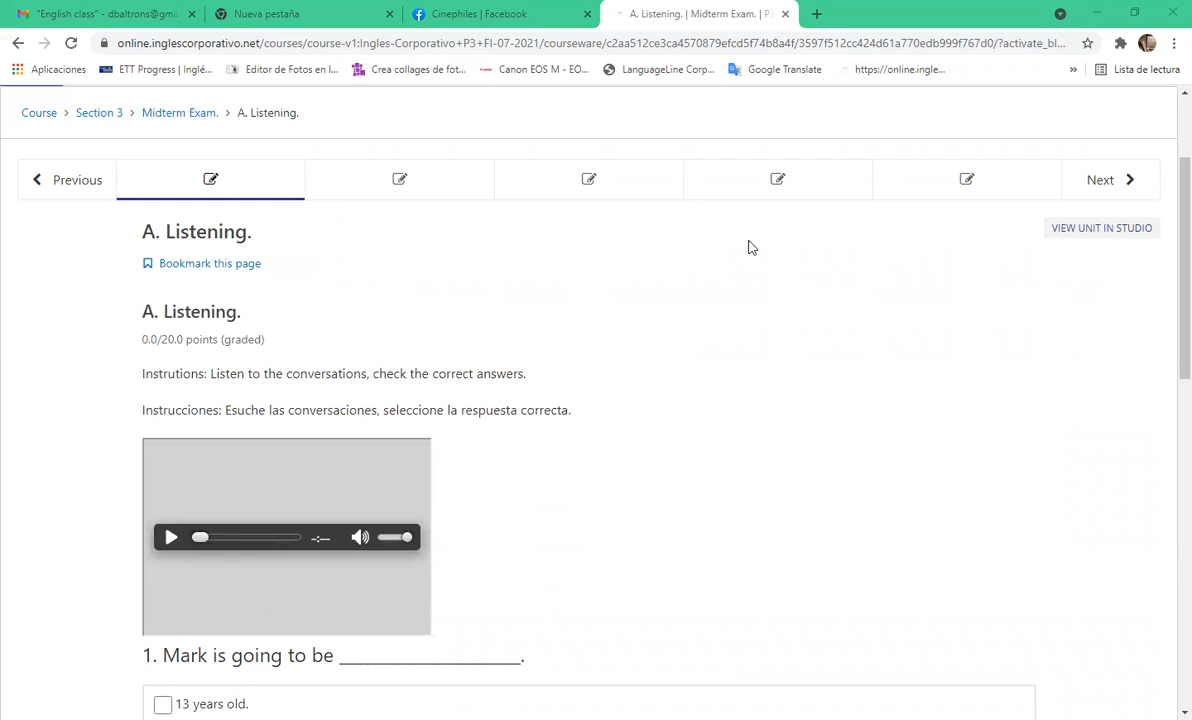 "English class" - dbaltrons@gma
Nueva pestaña
Cinephiles | Facebook
A. Listening. | Midterm Exam. | P3
online.inglescorporativo.net/courses/course-v1:Ingles-Corporativo+P3+FI-07-2021/courseware/c2aa512ce3ca4570879efcd5f74b8a4f/3597f512cc424d61a770edb999f767d0/?activate_bl...
Aplicaciones
ETT Progress | Inglé...
Editor de Fotos en l...
Crea collages de fot...
Canon EOS M - EO...
LanguageLine Corp...
Google Translate
https://online.ingle...
»
Lista de lectura
Course > Section 3 > Midterm Exam. > A. Listening.
Previous
Next
A. Listening.
VIEW UNIT IN STUDIO
Bookmark this page
A. Listening.
0.0/20.0 points (graded)
Instrutions: Listen to the conversations, check the correct answers.
Instrucciones: Esuche las conversaciones, seleccione la respuesta correcta.
-:--
1. Mark is going to be ____________________.
13 years old.